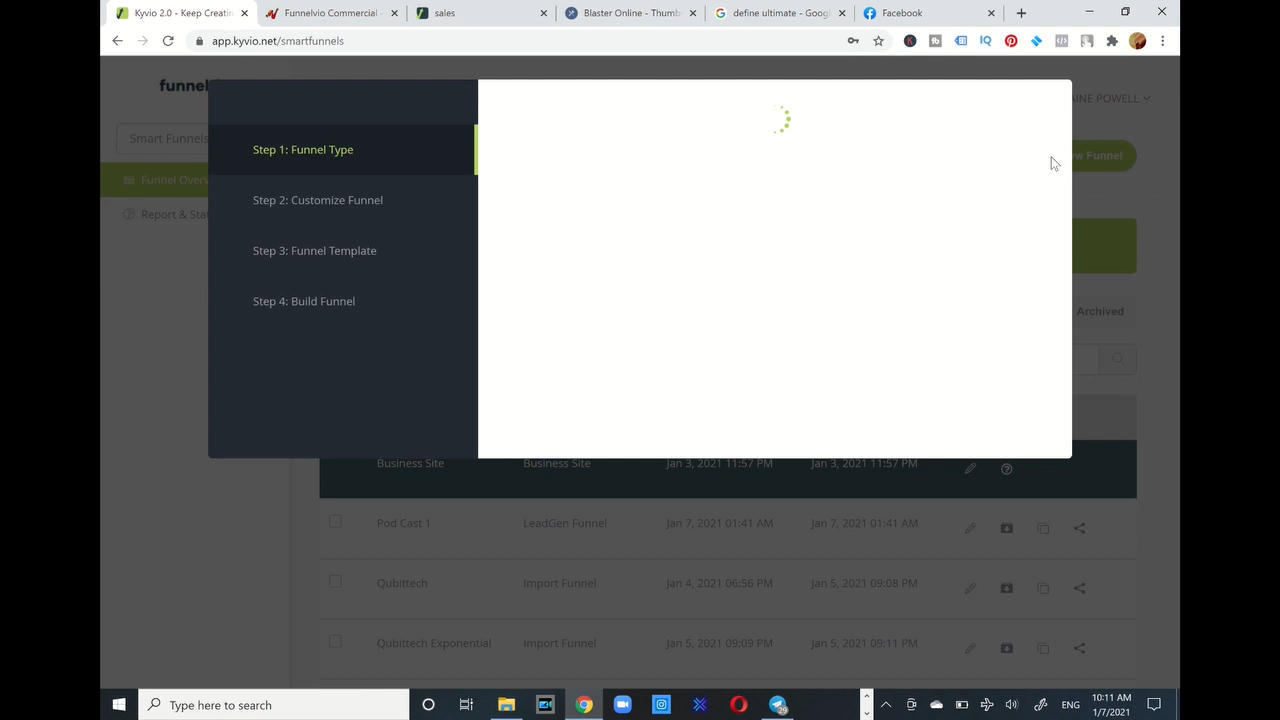 Kyvio 2.0 - Keep Creatin
Funnelvio Commercial -
sales
Blaster Online - Thumb
define ultimate - Googl
Facebook
app.kyvio.net/smartfunnels
funnel
AINE POWELL
Smart Funnels
w Funnel
Step 1: Funnel Type
Funnel Overv
Step 2: Customize Funnel
Report & Stat
Step 3: Funnel Template
Step 4: Build Funnel
Archived
Business Site Business Site Jan 3, 2021 11:57 PM Jan 3, 2021 11:57 PM
Pod Cast 1 LeadGen Funnel Jan 7, 2021 01:41 AM Jan 7, 2021 01:41 AM
Qubittech Import Funnel Jan 4, 2021 06:56 PM Jan 5, 2021 09:08 PM
Qubittech Exponential Import Funnel Jan 5, 2021 09:09 PM Jan 5, 2021 09:11 PM
Type here to search
29
ENG
10:11 AM
1/7/2021